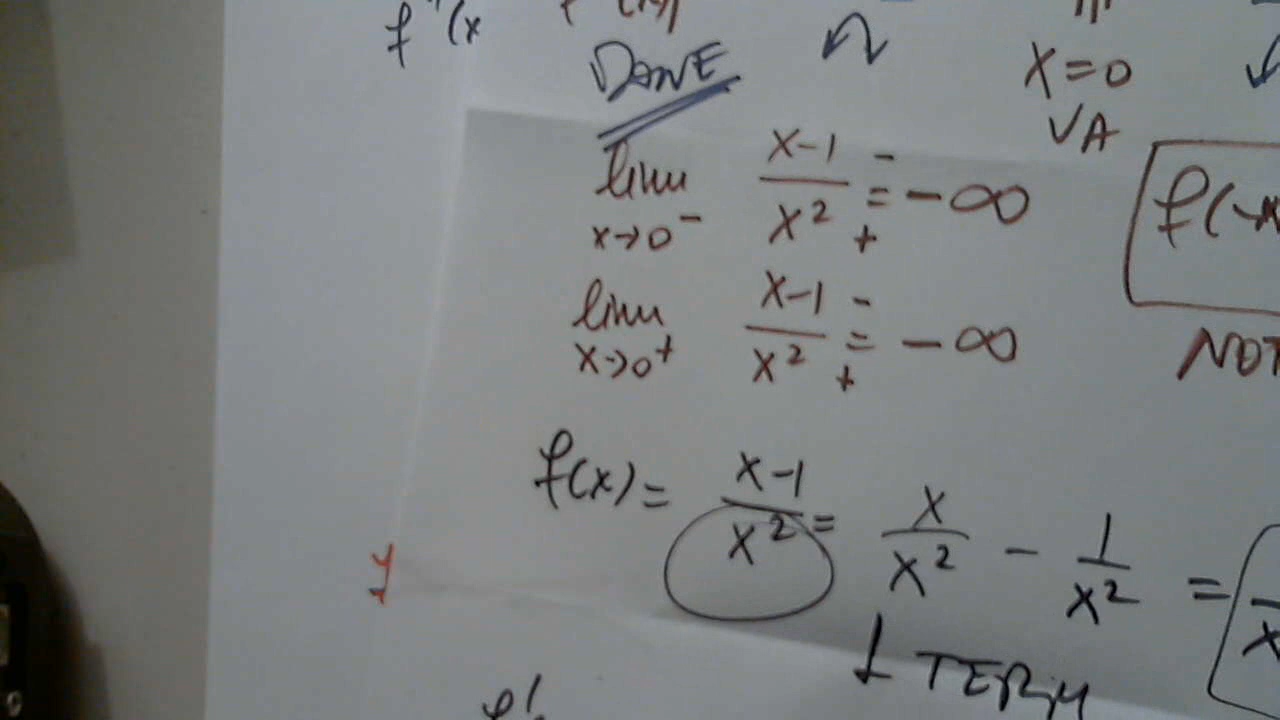 f''(x
DONE
x=0
VA
lim x→0⁻ x-1/x² = -∞
- +
f(-x
lim x→0⁺ x-1/x² = -∞
- +
NOT
f(x) = x-1/x² = x/x² - 1/x² =
x
y
1 TERM